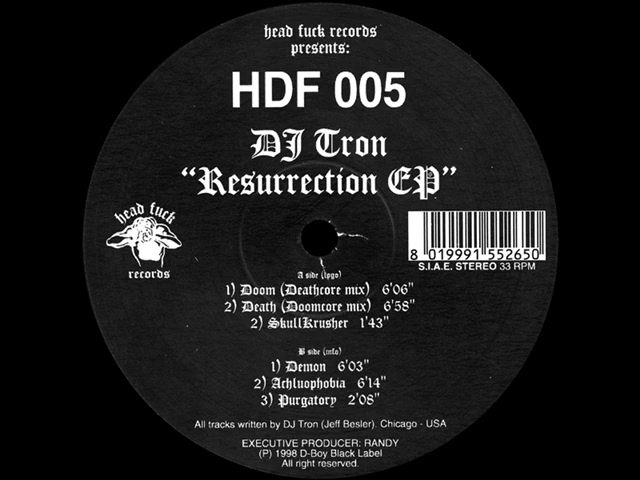 head fuck records
presents:
HDF 005
DJ Tron
"Resurrection EP"
head fuck
records
8 019991 552650
S.I.A.E. STEREO 33 RPM
A side (logo)
1) Doom (Deathcore mix) 6'06"
2) Death (Doomcore mix) 6'58"
2) SkullKrusher 1'43"
B side (info)
1) Demon 6'03"
2) Achluophobia 6'14"
3) Purgatory 2'08"
All tracks written by DJ Tron (Jeff Besler). Chicago - USA
EXECUTIVE PRODUCER: RANDY
(P) 1998 D-Boy Black Label
All right reserved.